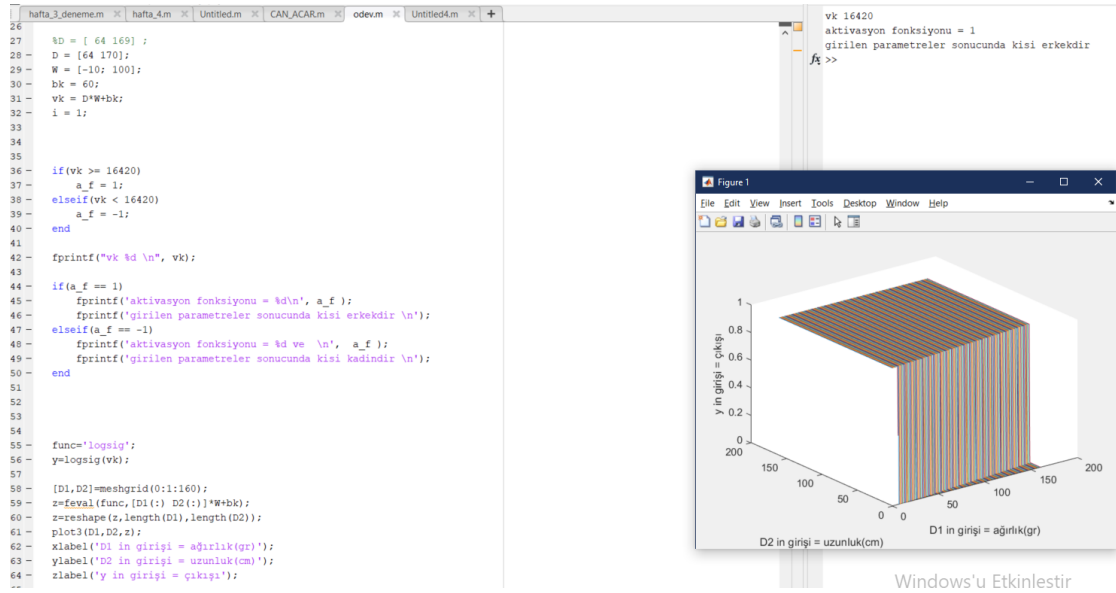 hafta_3_deneme.m × hafta_4.m × Untitled.m × CAN_ACAR.m × odev.m × Untitled4.m × +
26
27 %D = [ 64 169] ;
28 - D = [64 170];
29 - W = [-10; 100];
30 - bk = 60;
31 - vk = D*W+bk;
32 - i = 1;
33
34
35
36 - if(vk >= 16420)
37 - a_f = 1;
38 - elseif(vk < 16420)
39 - a_f = -1;
40 - end
41
42 - fprintf("vk %d \n", vk);
43
44 - if(a_f == 1)
45 - fprintf('aktivasyon fonksiyonu = %d\n', a_f );
46 - fprintf('girilen parametreler sonucunda kisi erkekdir \n');
47 - elseif(a_f == -1)
48 - fprintf('aktivasyon fonkiyonu = %d ve \n', a_f );
49 - fprintf('girilen parametreler sonucunda kisi kadindir \n');
50 - end
51
52
53
54
55 - func='logsig';
56 - y=logsig(vk);
57
58 - [D1,D2]=meshgrid(0:1:160);
59 - z=feval(func,[D1(:) D2(:)]*W+bk);
60 - z=reshape(z,length(D1),length(D2));
61 - plot3(D1,D2,z);
62 - xlabel('D1 in girişi = ağırlık(gr)');
63 - ylabel('D2 in girişi = uzunluk(cm)');
64 - zlabel('y in girişi = çıkışı');
vk 16420
aktivasyon fonksiyonu = 1
girilen parametreler sonucunda kisi erkekdir
fx >>
Figure 1
File Edit View Insert Tools Desktop Window Help
1
0.8
0.6
0.4
0.2
0
y in girişi = çıkışı
200
150
100
50
0
D2 in girişi = uzunluk(cm)
0
50
100
150
200
D1 in girişi = ağırlık(gr)
Windows'u Etkinleştir